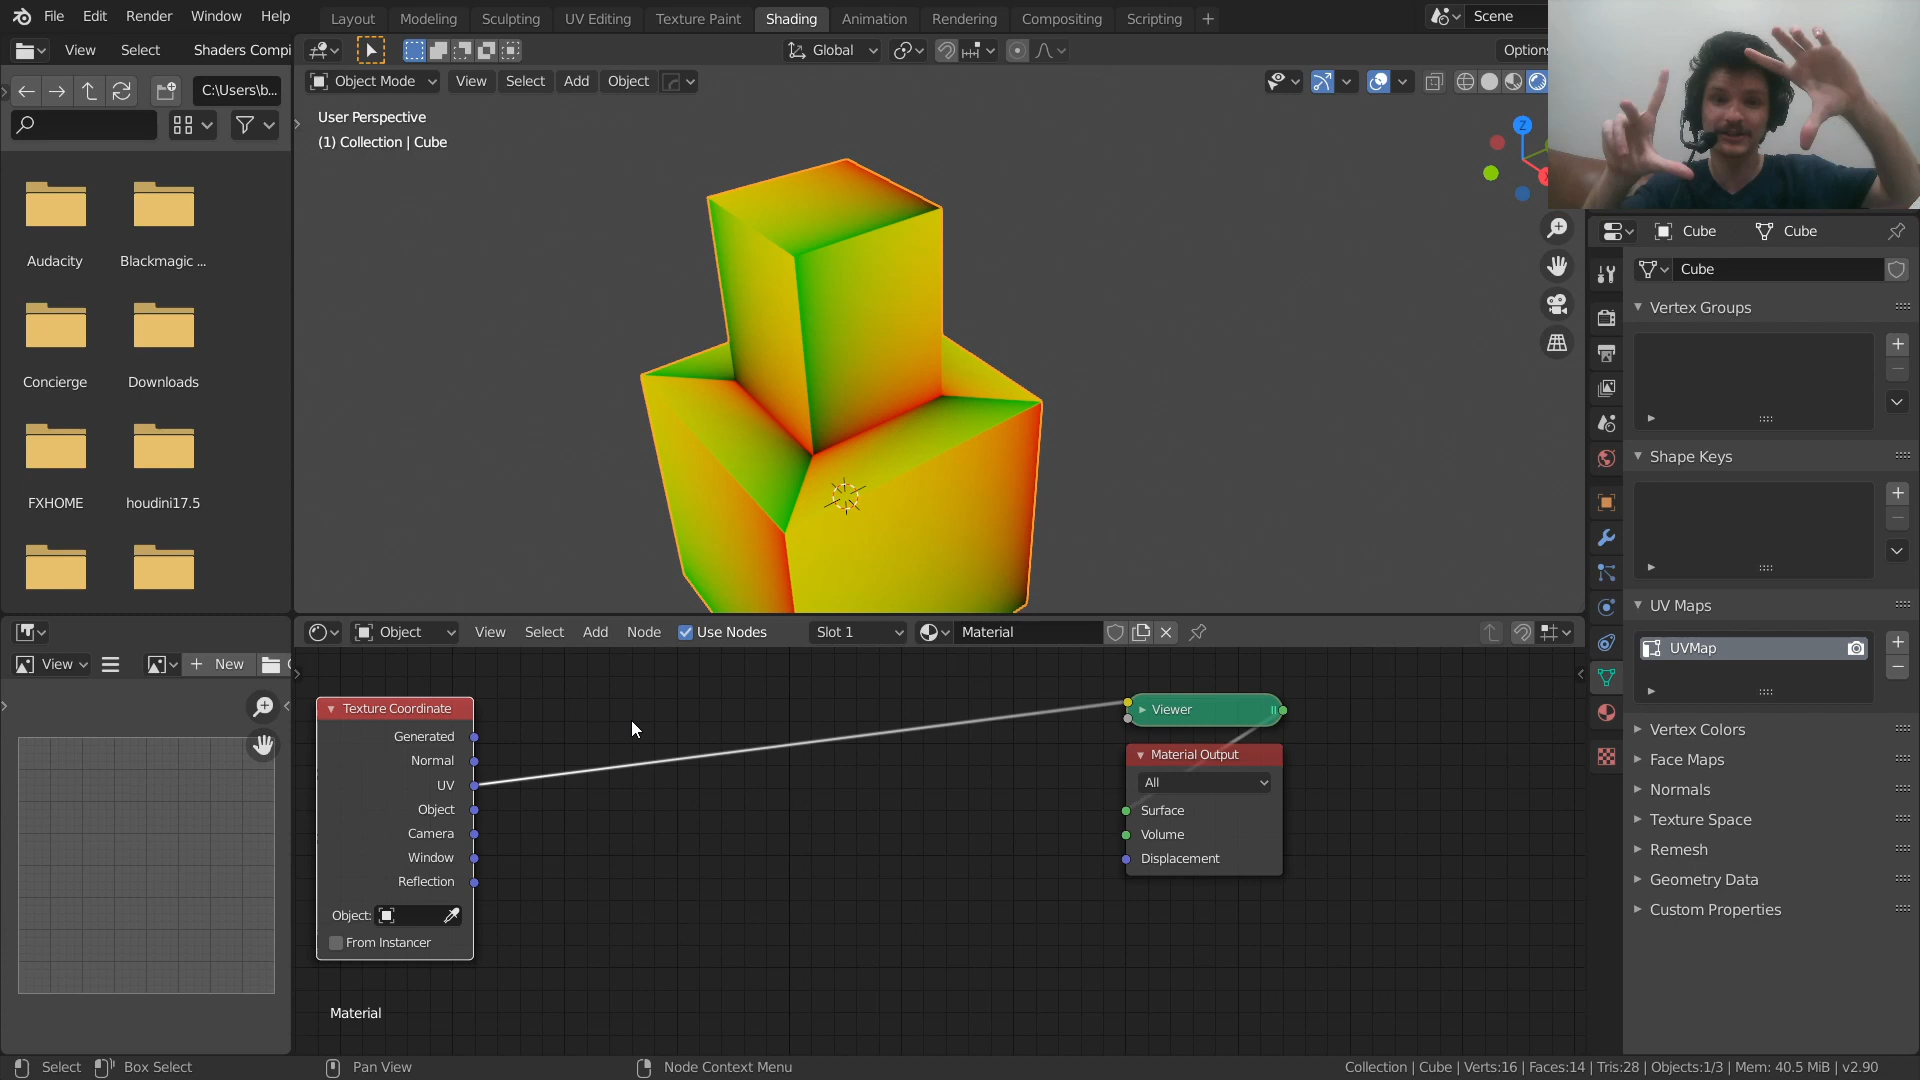 File Edit Render Window Help
Layout Modeling Sculpting UV Editing Texture Paint Shading Animation Rendering Compositing Scripting +
Scene
View Select Shaders Compi
Global
Options
C:\Users\b...
Object Mode View Select Add Object
User Perspective
(1) Collection | Cube
Z
X
Audacity
Blackmagic ...
Concierge
Downloads
FXHOME
houdini17.5
Cube Cube
Cube
Vertex Groups
Shape Keys
UV Maps
UVMap
Vertex Colors
Face Maps
Normals
Texture Space
Remesh
Geometry Data
Custom Properties
Object View Select Add Node Use Nodes Slot 1 Material
View New
Texture Coordinate
Generated
Normal
UV
Object
Camera
Window
Reflection
Object:
From Instancer
Viewer
Material Output
All
Surface
Volume
Displacement
Material
Select Box Select Pan View Node Context Menu
Collection | Cube | Verts:16 | Faces:14 | Tris:28 | Objects:1/3 | Mem: 40.5 MiB | v2.90